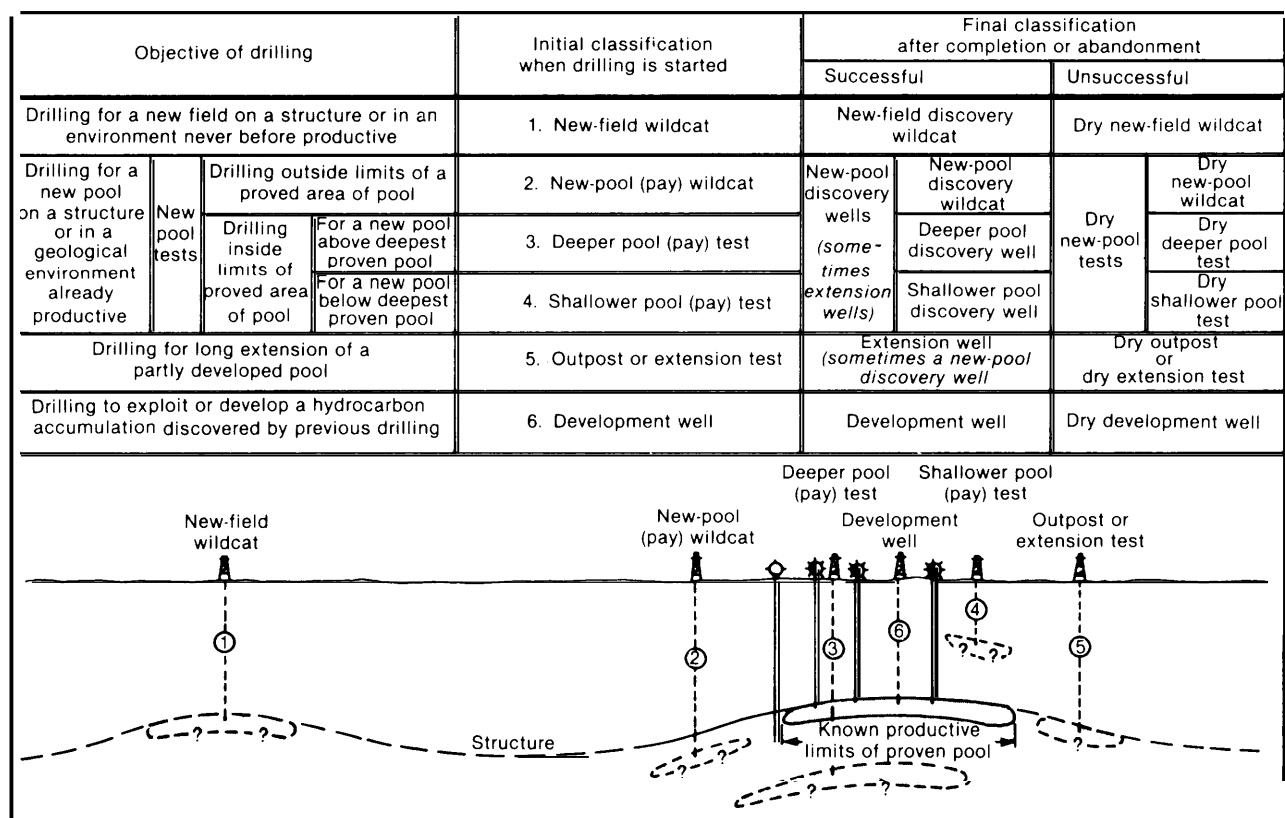 Objective of drilling
Initial classification
when drilling is started
Final classification
after completion or abandonment
Successful
Unsuccessful
Drilling for a new field on a structure or in an
environment never before productive
1. New-field wildcat
New-field discovery
wildcat
Dry new-field wildcat
Drilling for a
new pool
on a structure
or in a
geological
environment
already
productive
New
pool
tests
Drilling outside limits of a
proved area of pool
Drilling
inside
limits of
proved area
of pool
For a new pool
above deepest
proven pool
For a new pool
below deepest
proven pool
2. New-pool (pay) wildcat
3. Deeper pool (pay) test
4. Shallower pool (pay) test
New-pool
discovery
wells
(some-
times
extension
wells)
New-pool
discovery
wildcat
Deeper pool
discovery well
Shallower pool
discovery well
Dry
new-pool
tests
Dry
new-pool
wildcat
Dry
deeper pool
test
Dry
shallower pool
test
Drilling for long extension of a
partly developed pool
5. Outpost or extension test
Extension well
(sometimes a new-pool
discovery well
Dry outpost
or
dry extension test
Drilling to exploit or develop a hydrocarbon
accumulation discovered by previous drilling
6. Development well
Development well
Dry development well
New-field
wildcat
New-pool
(pay) wildcat
Deeper pool
(pay) test
Development
well
Shallower pool
(pay) test
Outpost or
extension test
1
2
3
6
4
5
? ?
? ?
? ?
?
? ?
Structure
Known productive
limits of proven pool